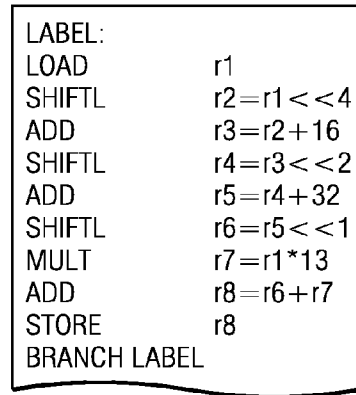 LABEL:
LOAD r1
SHIFTL r2=r1<<4
ADD r3=r2+16
SHIFTL r4=r3<<2
ADD r5=r4+32
SHIFTL r6=r5<<1
MULT r7=r1*13
ADD r8=r6+r7
STORE r8
BRANCH LABEL